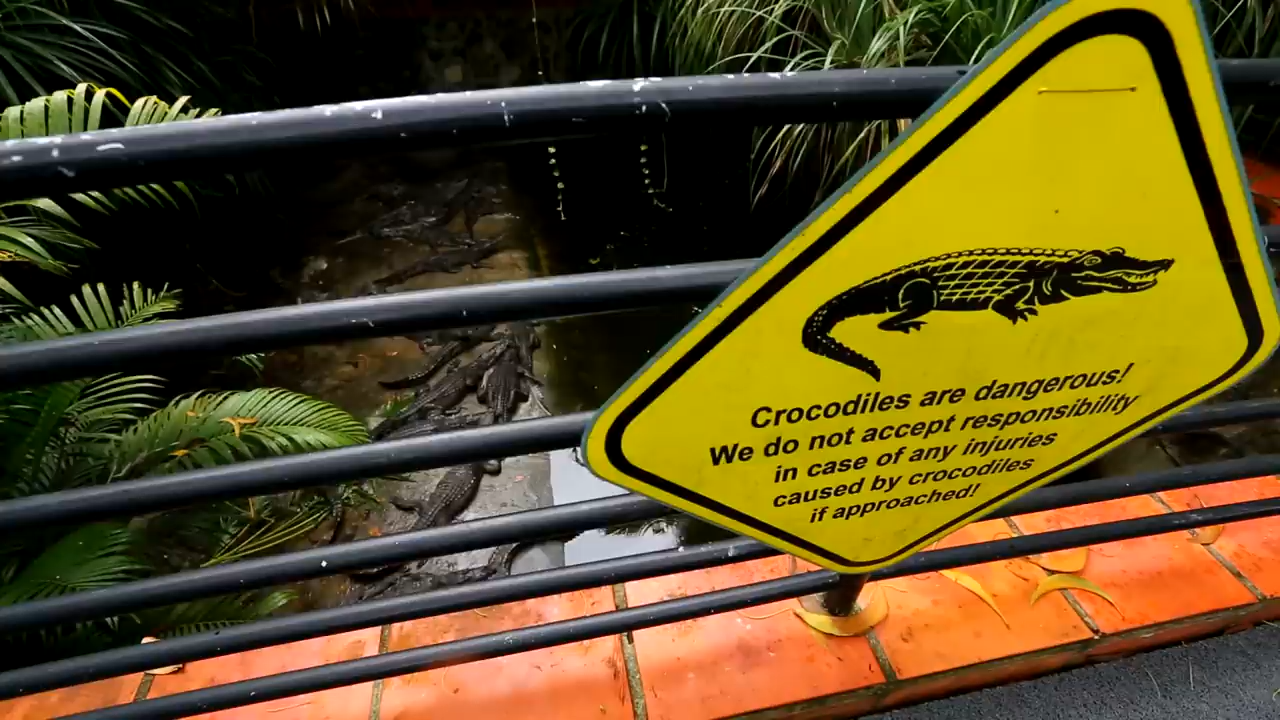 Crocodiles are dangerous!
We do not accept responsibility
in case of any injuries
caused by crocodiles
if approached!